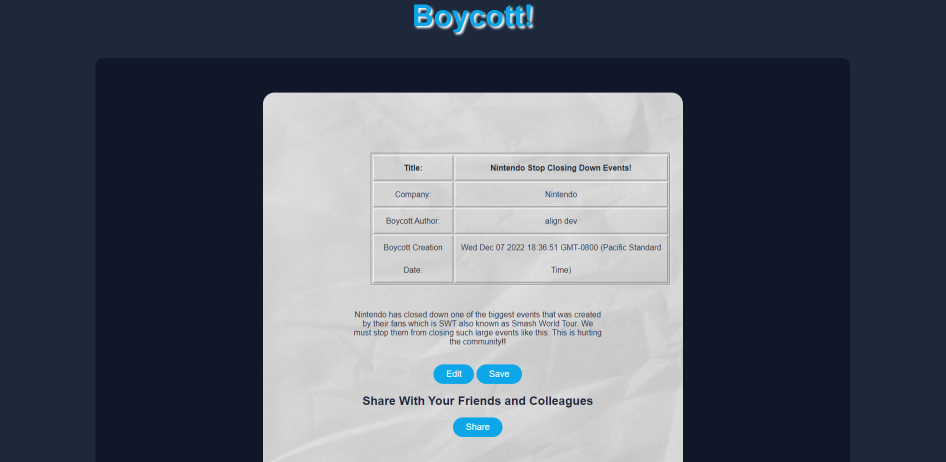 Boycott!
Title: Nintendo Stop Closing Down Events!
Company: Nintendo
Boycott Author: align dev
Boycott Creation Wed Dec 07 2022 18:36:51 GMT-0800 (Pacific Standard
Date: Time)
Nintendo has closed down one of the biggest events that was created
by their fans which is SWT also known as Smash World Tour. We
must stop them from closing such large events like this. This is hurting
the community!!
Edit Save
Share With Your Friends and Colleagues
Share